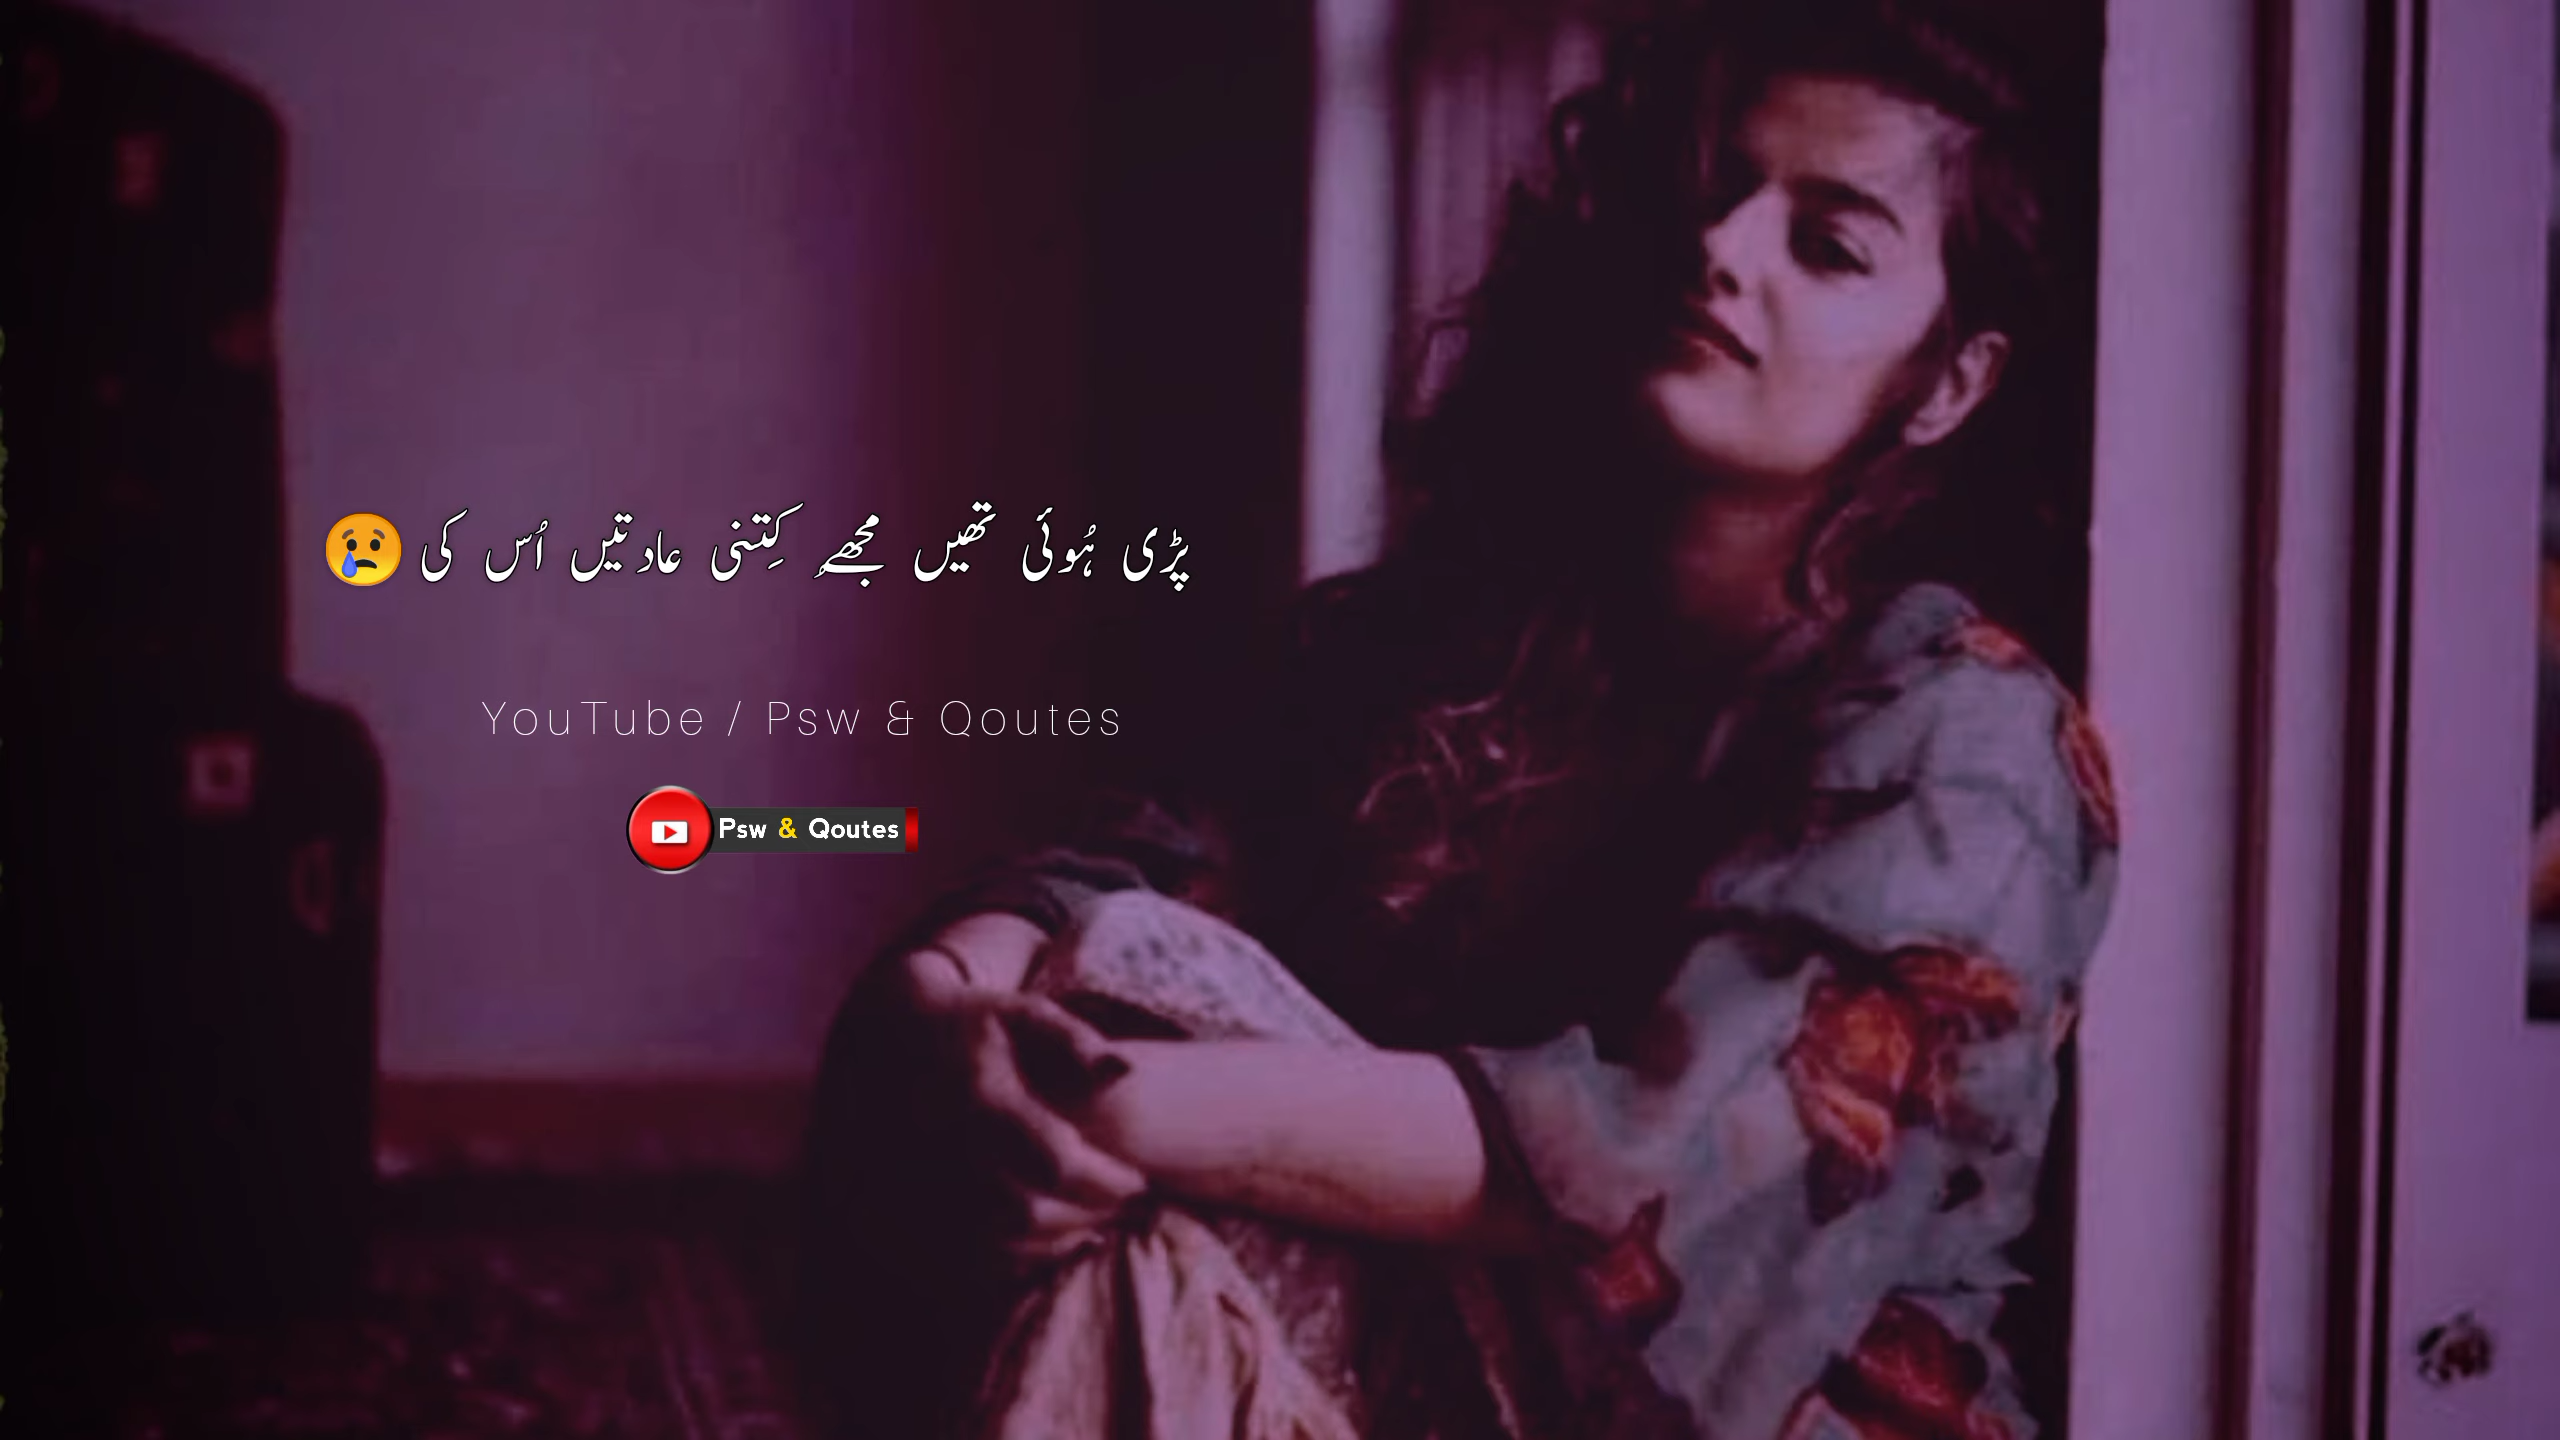 پڑی ہُوئی تھیں مجھے کِتنی عادتیں اُس کی 😢
YouTube / Psw & Qoutes
Psw & Qoutes